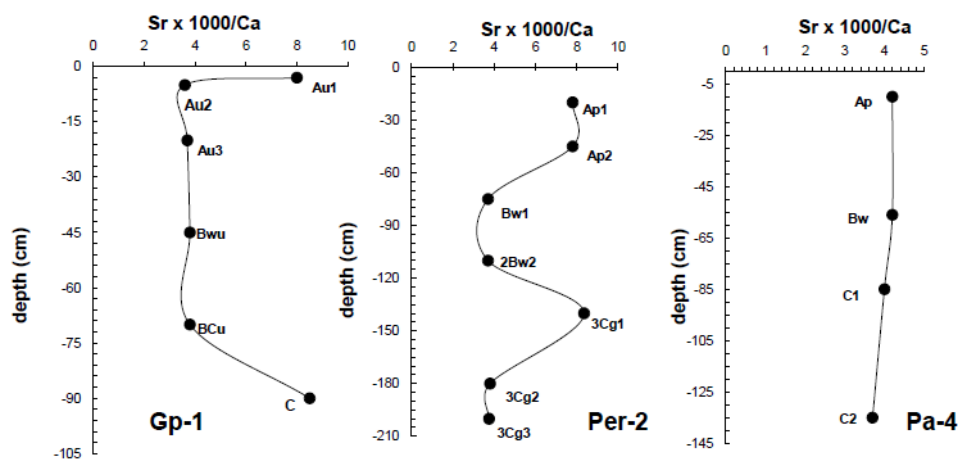 Sr x 1000/Ca
0 2 4 6 8 10
0
-15
-30
-45
-60
-75
-90
-105
depth (cm)
Au1
Au2
Au3
Bwu
BCu
C
Gp-1
Sr x 1000/Ca
0 2 4 6 8 10
0
-30
-60
-90
-120
-150
-180
-210
depth (cm)
Ap1
Ap2
Bw1
2Bw2
3Cg1
3Cg2
3Cg3
Per-2
Sr x 1000/Ca
0 1 2 3 4 5
-5
-25
-45
-65
-85
-105
-125
-145
depth (cm)
Ap
Bw
C1
C2
Pa-4